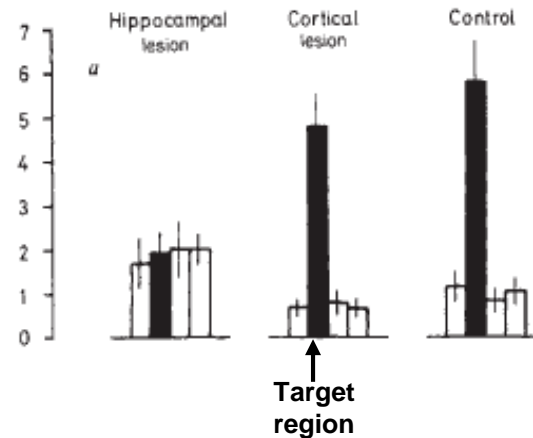 Hippocampal
lesion
Cortical
lesion
Control
a
7
6
5
4
3
2
1
0
Target
region